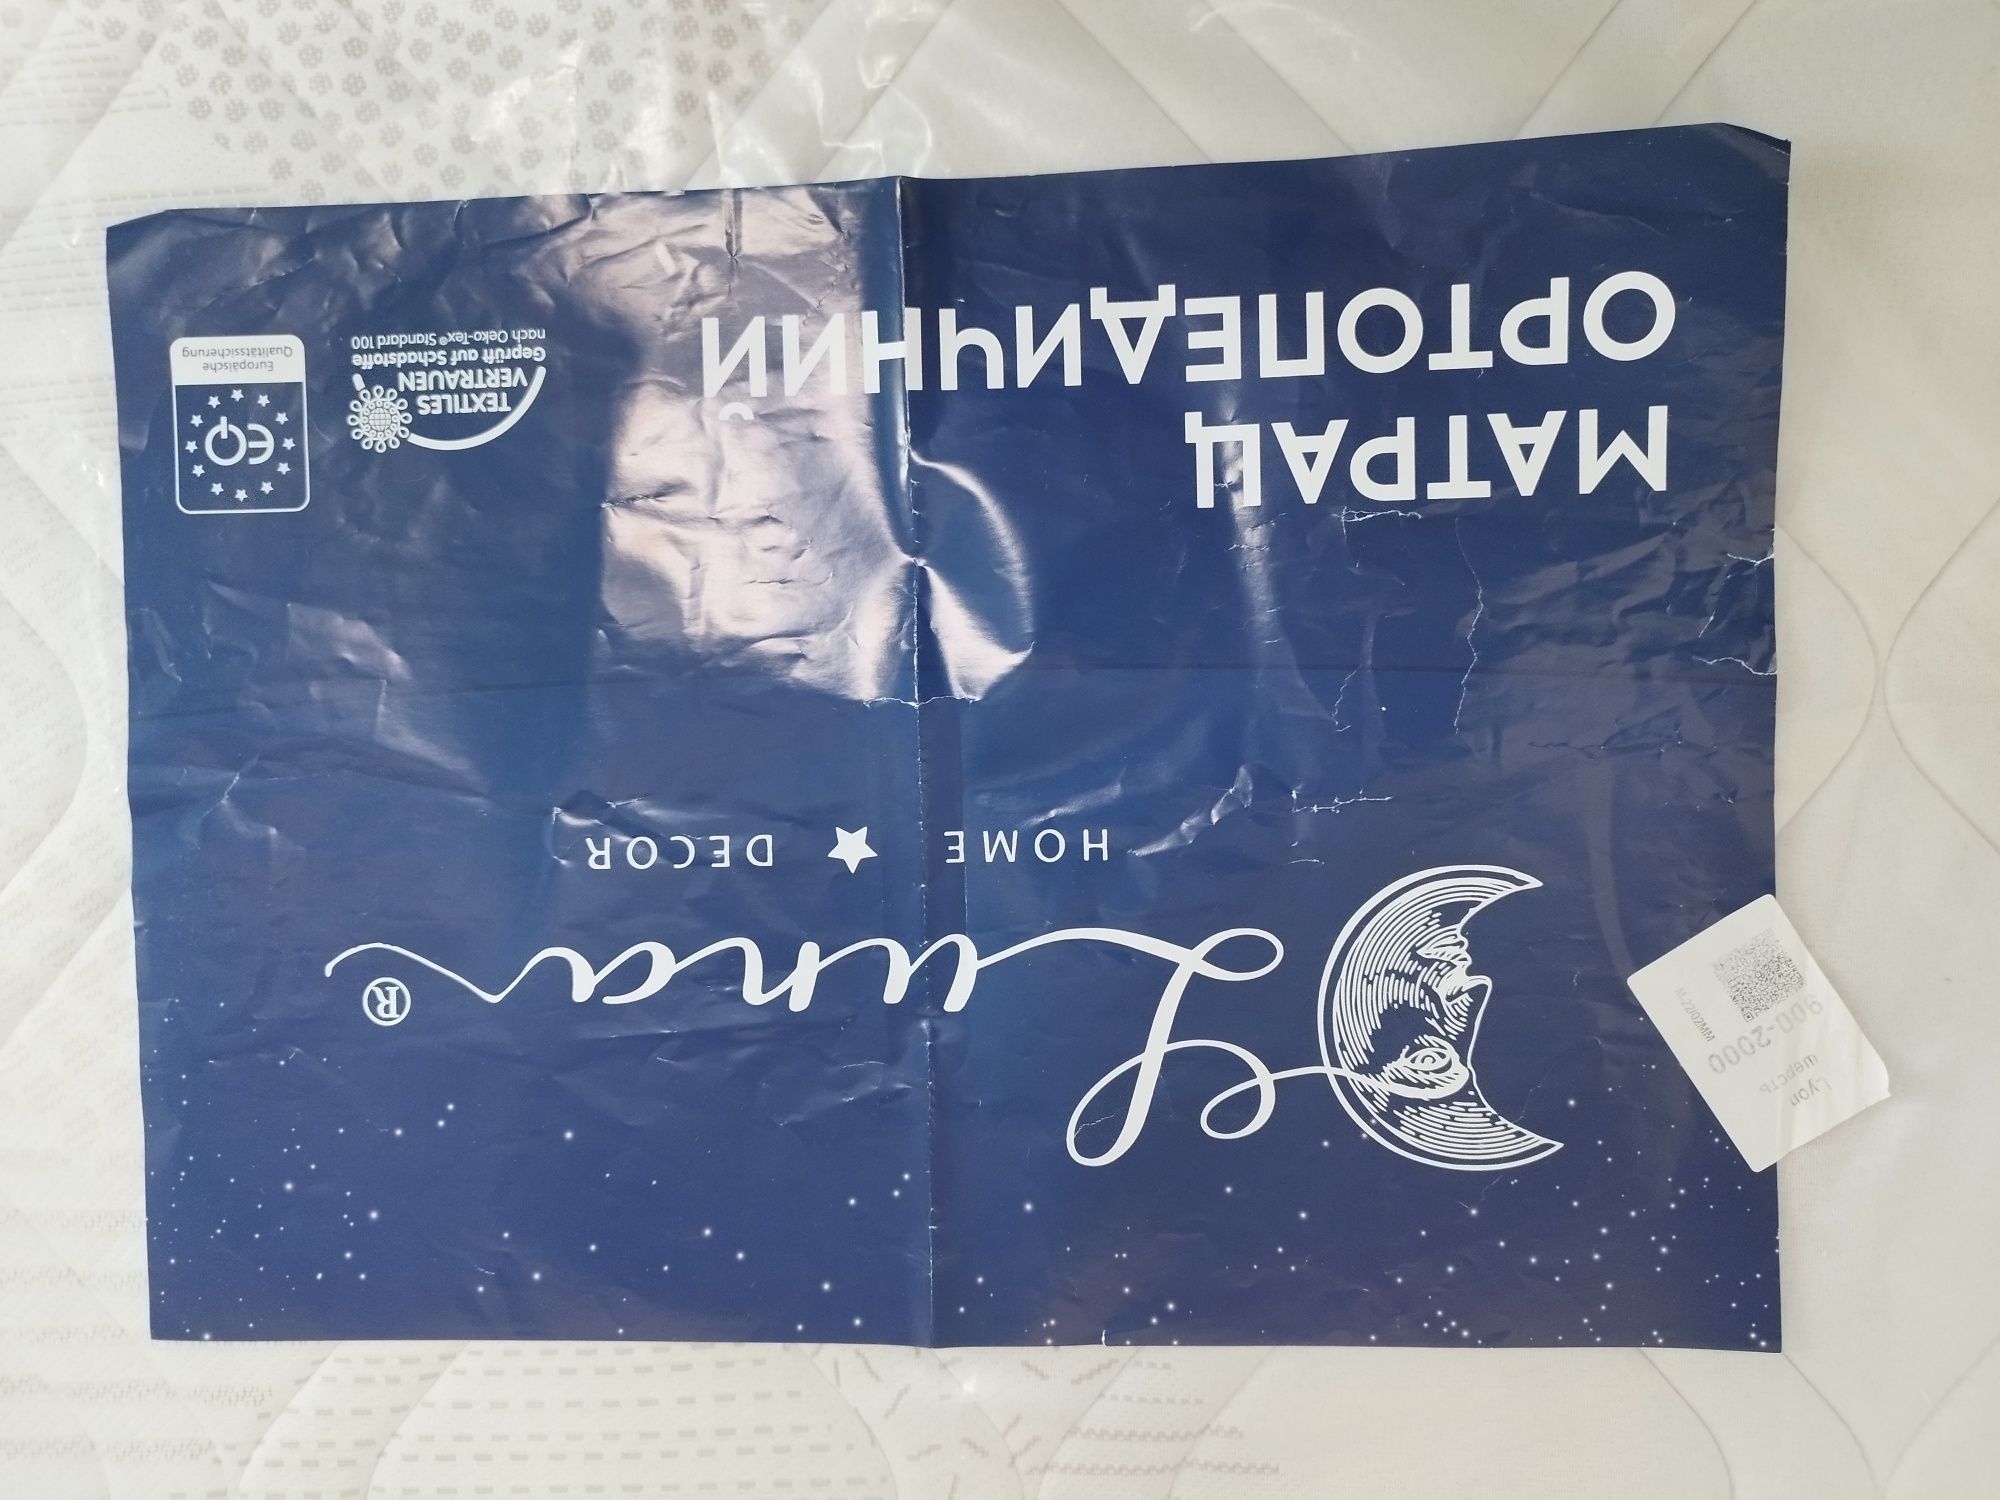 eLuna®
HOME ★ DECOR
МАТРАЦ
ОРТОПЕДИЧНИЙ
TEXTILES
VERTRAUEN
Geprüft auf Schadstoffe
nach Oeko-Tex® Standard 100
EQ
Europäische
Qualitätssicherung
Lyon
шерсть
900-2000